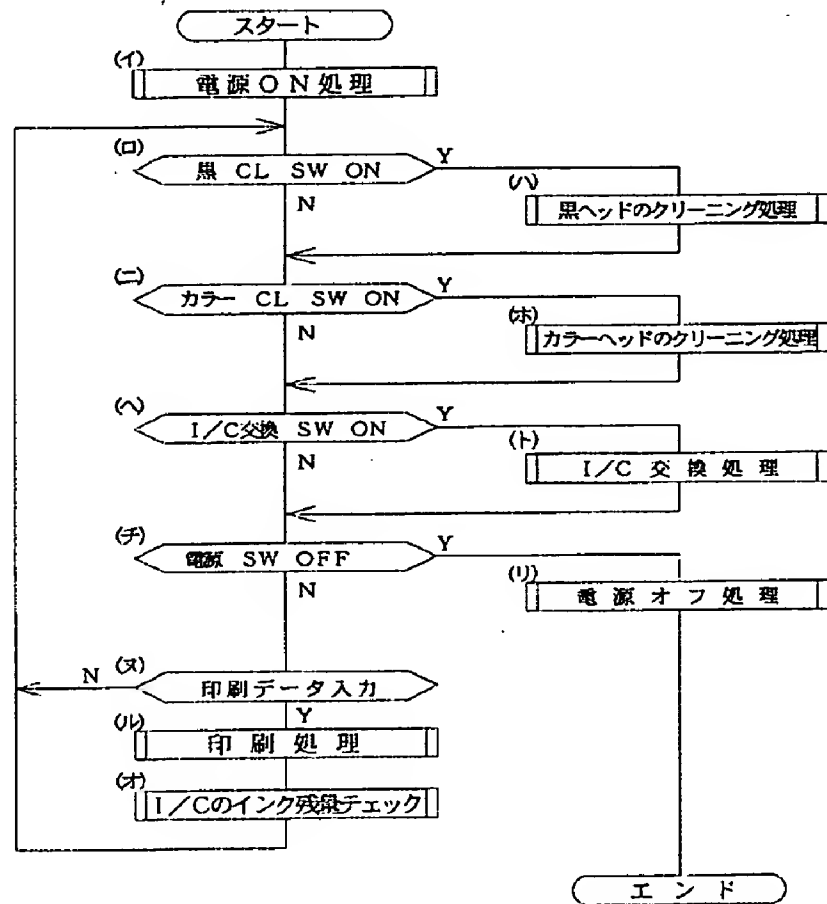 スタート
(イ)
電源ON処理
(ロ)
黒 CL SW ON
Y
N
(ハ)
黒ヘッドのクリーニング処理
(ニ)
カラー CL SW ON
Y
N
(ホ)
カラーヘッドのクリーニング処理
(ヘ)
I/C交換 SW ON
Y
N
(ト)
I/C 交換処理
(チ)
電源 SW OFF
Y
N
(リ)
電源オフ処理
N
(ヌ)
印刷データ入力
Y
(ル)
印刷処理
(オ)
I/Cのインク残量チェック
エンド